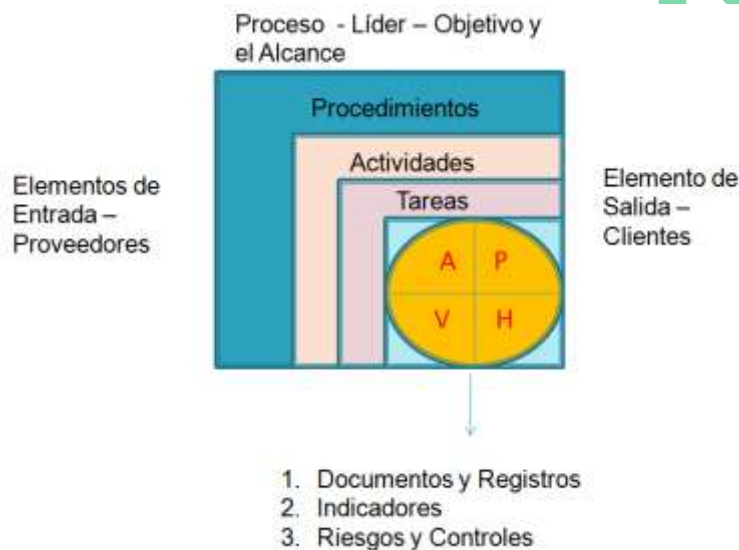 Proceso - Líder – Objetivo y
el Alcance
Procedimientos
Actividades
Tareas
Elementos de
Entrada –
Proveedores
Elemento de
Salida –
Clientes
A P
V H
1. Documentos y Registros
2. Indicadores
3. Riesgos y Controles